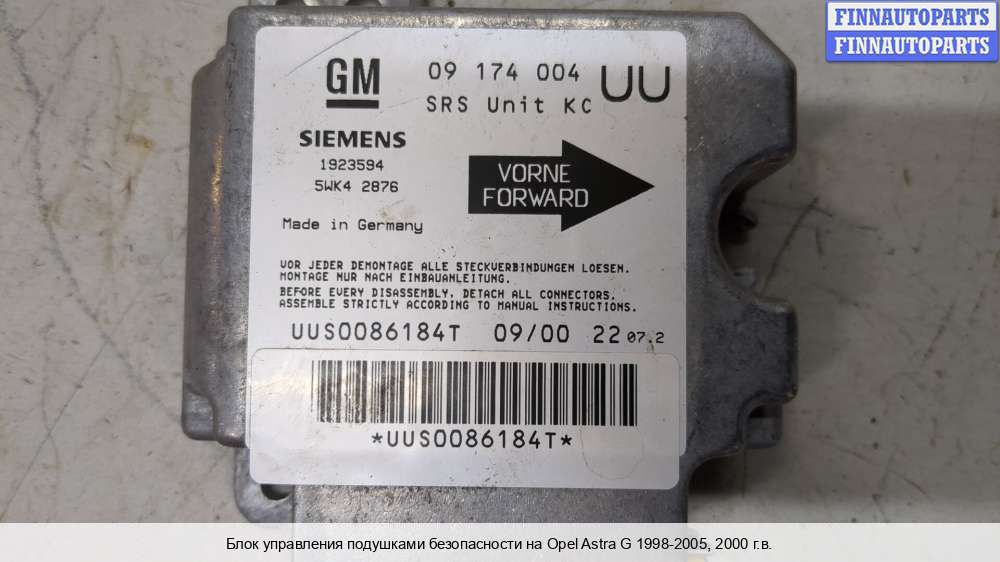 FINNAUTOPARTS
FINNAUTOPARTS
GM
09 174 004 UU
SRS Unit KC
SIEMENS
1923594
5WK4 2876
VORNE
FORWARD
Made in Germany
VOR JEDER DEMONTAGE ALLE STECKVERBINDUNGEN LOESEN.
MONTAGE NUR NACH EINBAUANLEITUNG.
BEFORE EVERY DISASSEMBLY, DETACH ALL CONNECTORS.
ASSEMBLE STRICTLY ACCORDING TO MANUAL INSTRUCTIONS.
UUS0086184T 09/00 22 07.2
*UUS0086184T*
Блок управления подушками безопасности на Opel Astra G 1998-2005, 2000 г.в.